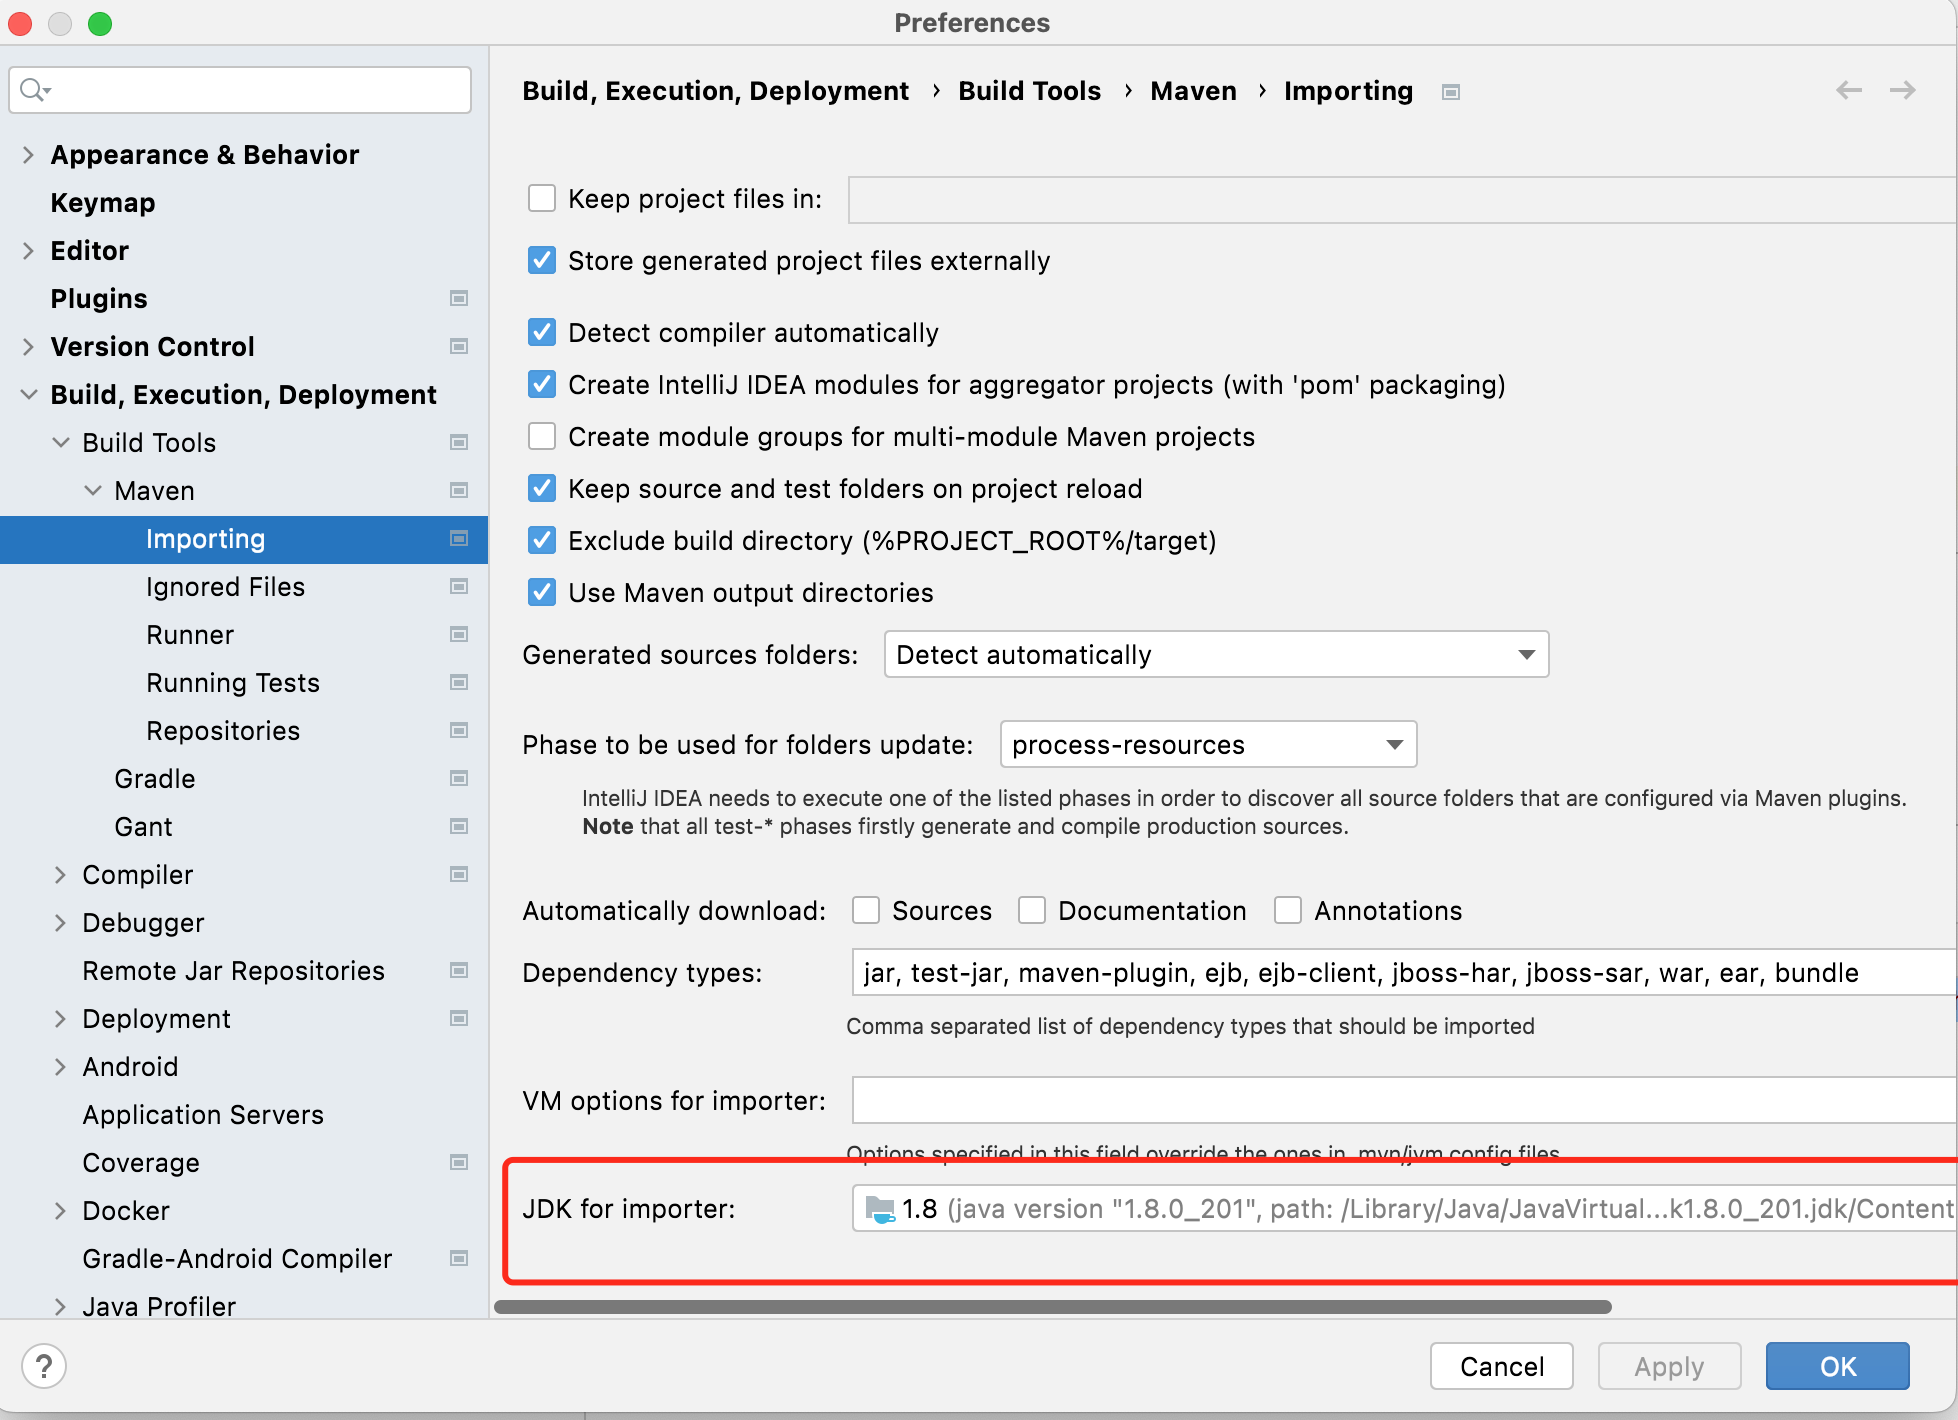 Preferences
Build, Execution, Deployment › Build Tools › Maven › Importing
Appearance & Behavior
Keymap
Editor
Plugins
Version Control
Build, Execution, Deployment
Build Tools
Maven
Importing
Ignored Files
Runner
Running Tests
Repositories
Gradle
Gant
Compiler
Debugger
Remote Jar Repositories
Deployment
Android
Application Servers
Coverage
Docker
Gradle-Android Compiler
Java Profiler
Keep project files in:
Store generated project files externally
Detect compiler automatically
Create IntelliJ IDEA modules for aggregator projects (with 'pom' packaging)
Create module groups for multi-module Maven projects
Keep source and test folders on project reload
Exclude build directory (%PROJECT_ROOT%/target)
Use Maven output directories
Generated sources folders: Detect automatically
Phase to be used for folders update: process-resources
IntelliJ IDEA needs to execute one of the listed phases in order to discover all source folders that are configured via Maven plugins.
Note that all test-* phases firstly generate and compile production sources.
Automatically download: Sources Documentation Annotations
Dependency types: jar, test-jar, maven-plugin, ejb, ejb-client, jboss-har, jboss-sar, war, ear, bundle
Comma separated list of dependency types that should be imported
VM options for importer:
Options specified in this field override the ones in .mvn/jvm.config files
JDK for importer: 1.8 (java version "1.8.0_201", path: /Library/Java/JavaVirtual...k1.8.0_201.jdk/Content
?
Cancel
Apply
OK